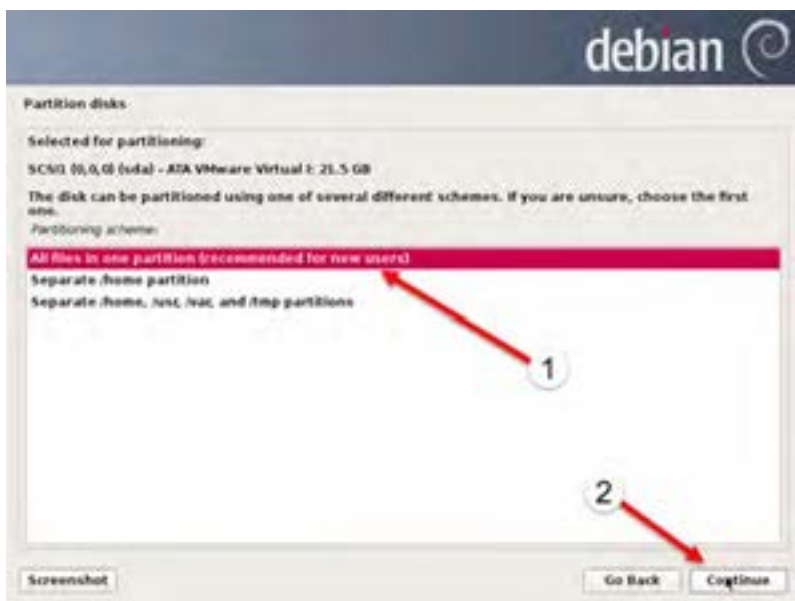 debian
Partition disks
Selected for partitioning:
SCSI1 (0,0,0) (sda) - ATA VMware Virtual I: 21.5 GB
The disk can be partitioned using one of several different schemes. If you are unsure, choose the first
one.
Partitioning scheme:
All files in one partition (recommended for new users)
Separate /home partition
Separate /home, /usr, /var, and /tmp partitions
1
2
Screenshot
Go Back
Continue